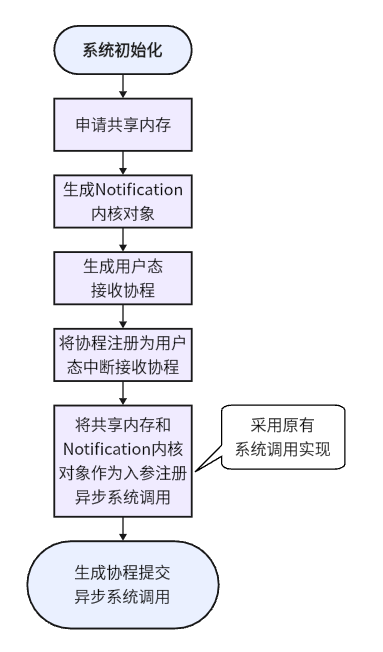 系统初始化
申请共享内存
生成Notification
内核对象
生成用户态
接收协程
将协程注册为用户
态中断接收协程
将共享内存和
Notification内核
对象作为入参注册
异步系统调用
采用原有
系统调用实现
生成协程提交
异步系统调用